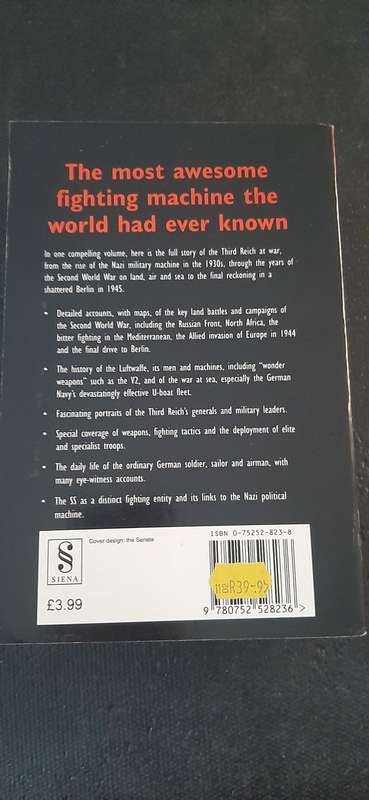 The most awesome
fighting machine the
world had ever known
In one compelling volume, here is the full story of the Third Reich at war,
from the rise of the Nazi military machine in the 1930s, through the years of
the Second World War on land, air and sea to the final reckoning in a
shattered Berlin in 1945.
• Detailed accounts, with maps, of the key land battles and campaigns of
the Second World War, including the Russian Front, North Africa, the
bitter fighting in the Mediterranean, the Allied invasion of Europe in 1944
and the final drive to Berlin.
• The history of the Luftwaffe, its men and machines, including "wonder
weapons" such as the V2, and of the war at sea, especially the German
Navy's devastatingly effective U-boat fleet.
• Fascinating portraits of the Third Reich's generals and military leaders.
• Special coverage of weapons, fighting tactics and the deployment of elite
and specialist troops.
• The daily life of the ordinary German soldier, sailor and airman, with
many eye-witness accounts.
• The SS as a distinct fighting entity and its links to the Nazi political
machine.
Cover design: the Senate
SIENA
£3.99
ISBN 0-75252-823-8
R39-95
9 780752 528236 >